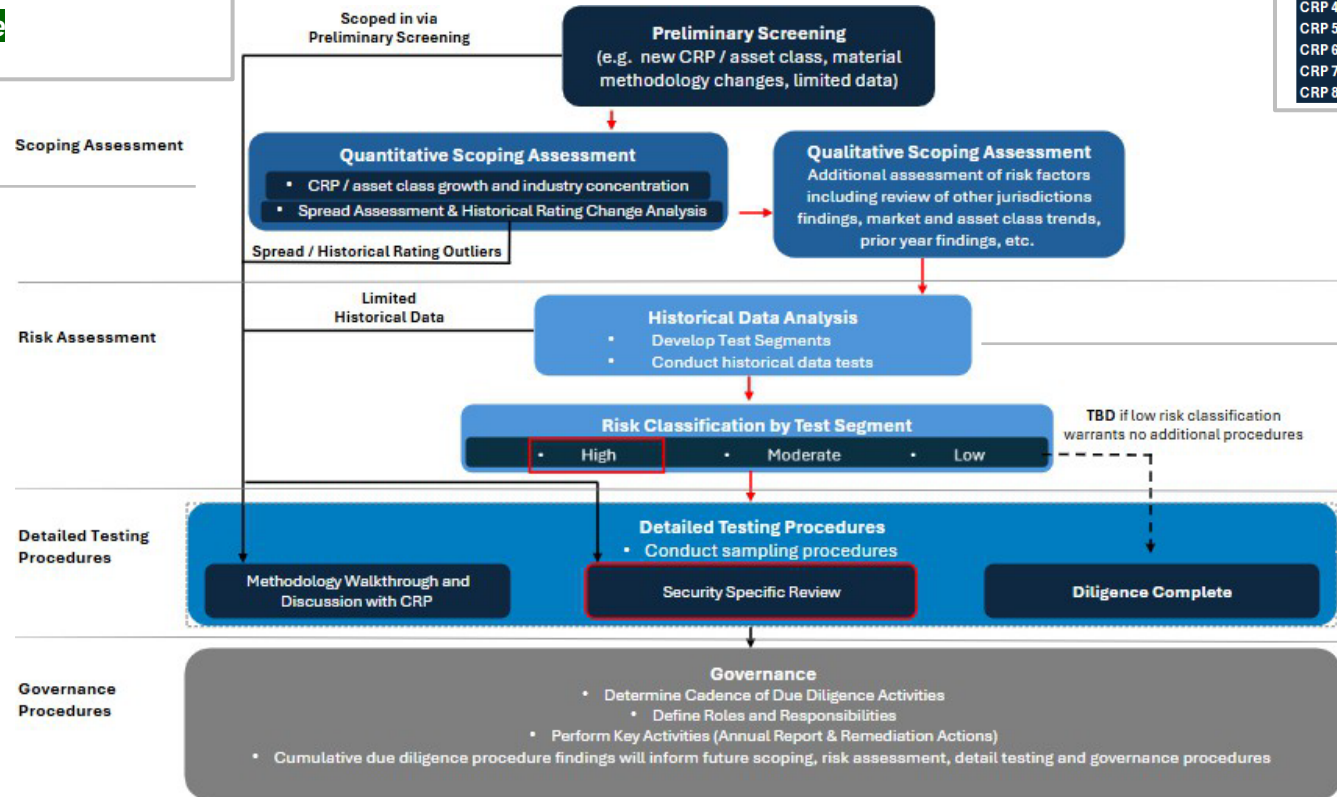 e
CRP 4
CRP 5
CRP 6
CRP 7
CRP 8
Scoped in via
Preliminary Screening
Preliminary Screening
(e.g. new CRP / asset class, material
methodology changes, limited data)
Scoping Assessment
Quantitative Scoping Assessment
• CRP / asset class growth and industry concentration
• Spread Assessment & Historical Rating Change Analysis
Qualitative Scoping Assessment
Additional assessment of risk factors
including review of other jurisdictions
findings, market and asset class trends,
prior year findings, etc.
Spread / Historical Rating Outliers
Limited
Historical Data
Risk Assessment
Historical Data Analysis
• Develop Test Segments
• Conduct historical data tests
Risk Classification by Test Segment
• High • Moderate • Low
TBD if low risk classification
warrants no additional procedures
Detailed Testing
Procedures
Detailed Testing Procedures
• Conduct sampling procedures
Methodology Walkthrough and
Discussion with CRP
Security Specific Review
Diligence Complete
Governance
Procedures
Governance
• Determine Cadence of Due Diligence Activities
• Define Roles and Responsibilities
• Perform Key Activities (Annual Report & Remediation Actions)
• Cumulative due diligence procedure findings will inform future scoping, risk assessment, detail testing and governance procedures